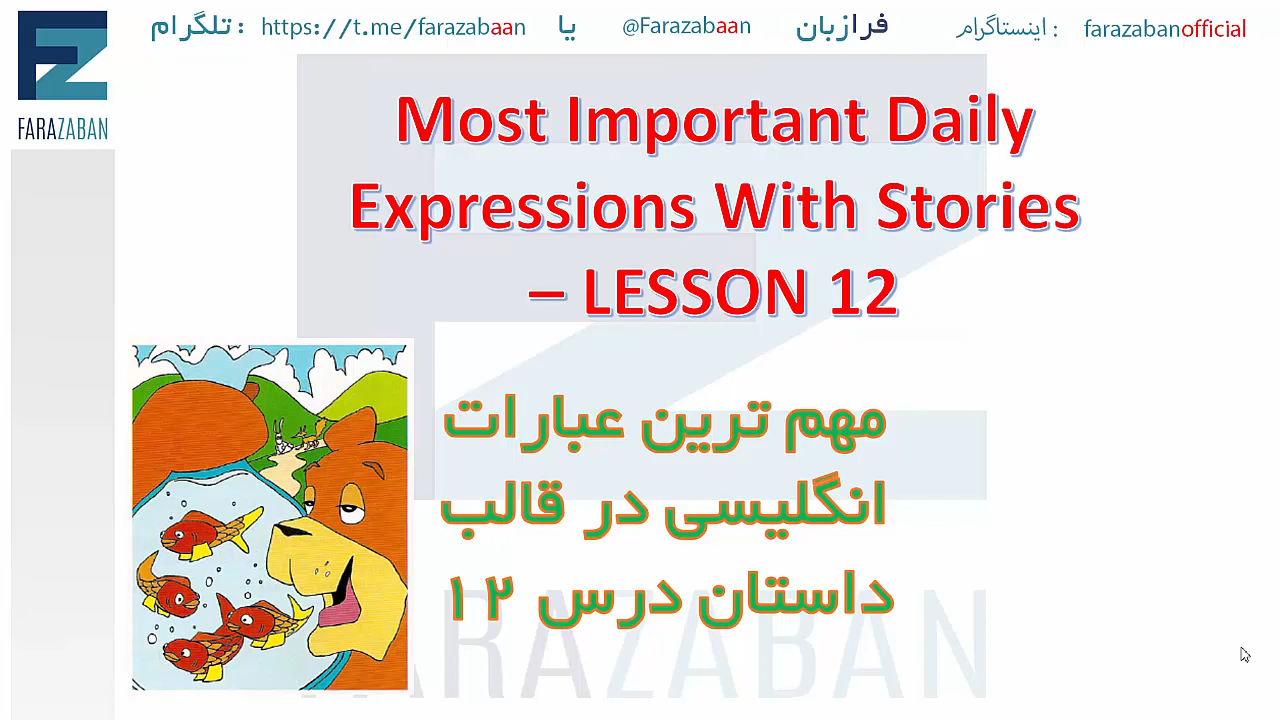 تلگرام : https://t.me/farazabaan یا @Farazabaan فرازبان اینستاگرام : farazabanofficial
FARAZABAN
Most Important Daily
Expressions With Stories
– LESSON 12
مهم ترین عبارات
انگلیسی در قالب
داستان درس ۱۲
FARAZABAN